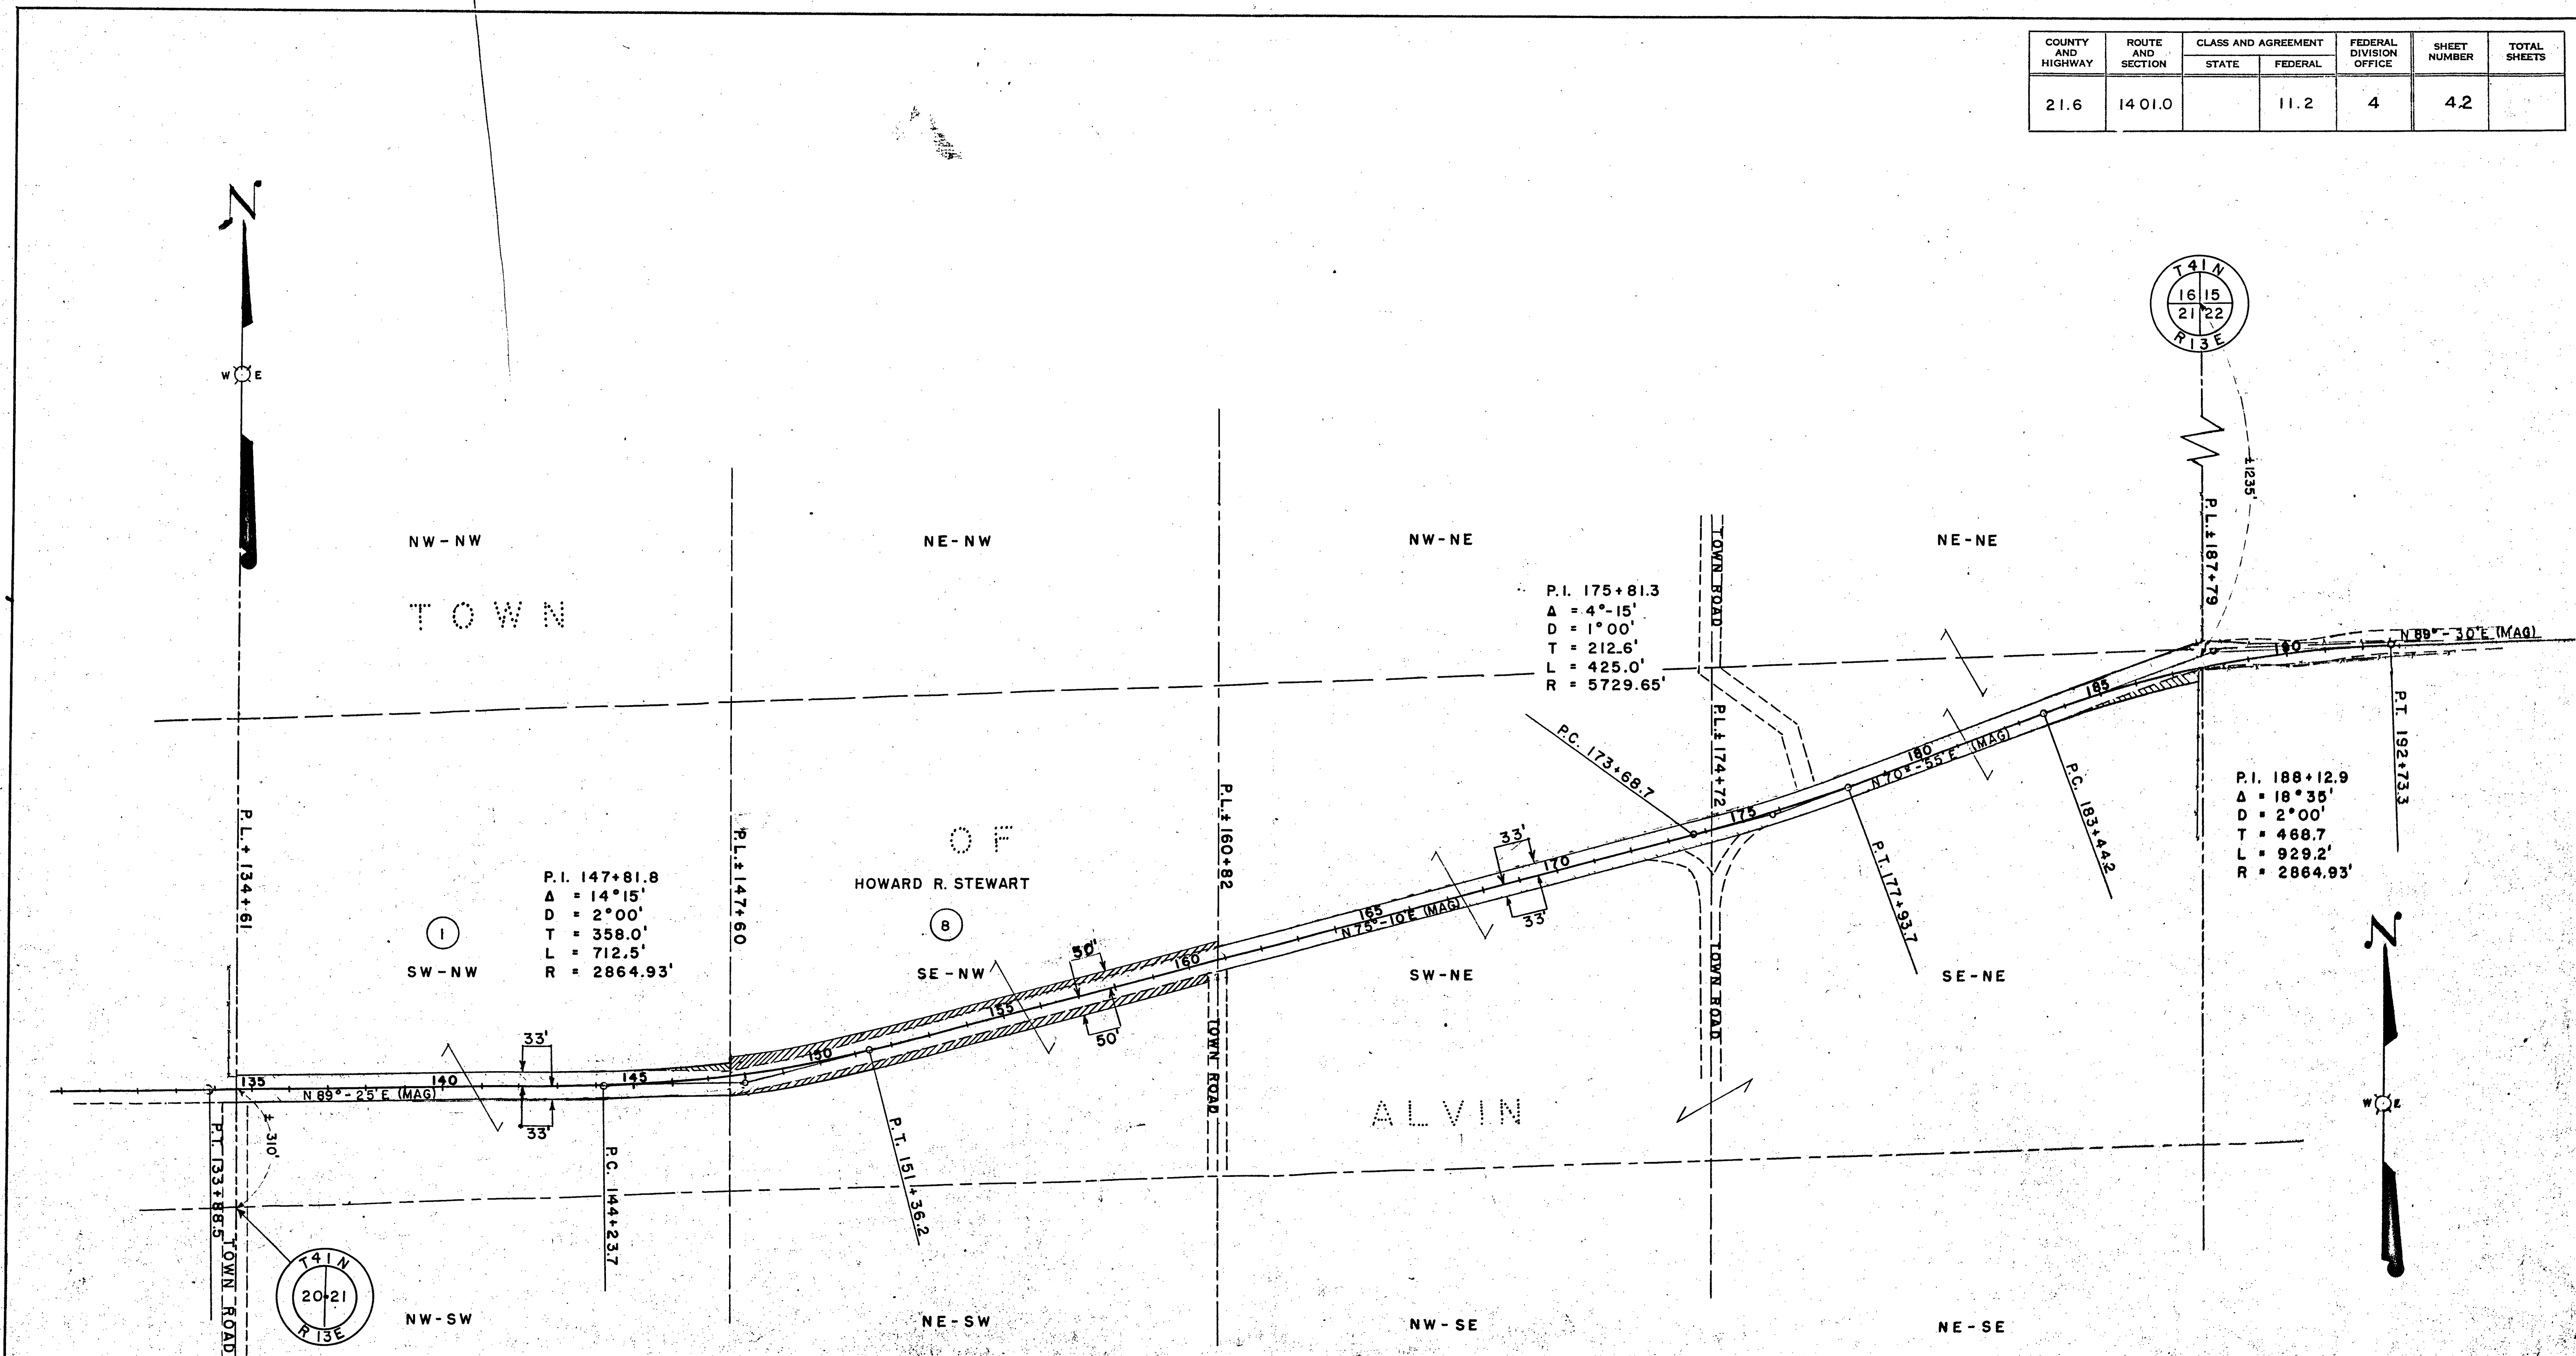 COUNTY AND HIGHWAY
ROUTE AND SECTION
CLASS AND AGREEMENT
STATE
FEDERAL
FEDERAL DIVISION OFFICE
SHEET NUMBER
TOTAL SHEETS
21.6
1401.0
11.2
4
4.2
N
W E
T41N
16 15
21 22
R13E
±1235'
P.L.± 187+79
NW-NW
NE-NW
NW-NE
NE-NE
TOWN ROAD
TOWN
P.I. 175+81.3
Δ = 4°-15'
D = 1°00'
T = 212.6'
L = 425.0'
R = 5729.65'
N 89°-30'E (MAG)
190
185
180
N 70°-55'E (MAG)
P.T. 192+73.3
P.C. 173+68.7
P.L.± 174+72
175
P.C. 183+44.2
P.I. 188+12.9
Δ = 18°35'
D = 2°00'
T = 468.7
L = 929.2'
R = 2864.93'
P.T. 177+93.7
P.L.+ 134+61
P.L.± 147+60
P.L.± 160+82
OF
HOWARD R. STEWART
8
SE-NW
P.I. 147+81.8
Δ = 14°15'
D = 2°00'
T = 358.0'
L = 712.5'
R = 2864.93'
1
SW-NW
33'
33'
170
165
N 75°-10'E (MAG)
SW-NE
SE-NE
TOWN ROAD
50'
50'
160
155
150
TOWN ROAD
33'
33'
135
140
145
N 89°-25'E (MAG)
± 310'
P.T. 133+88.5
P.C. 144+23.7
P.T. 151+36.2
ALVIN
N
W E
TOWN ROAD
T41N
20 21
R13E
NW-SW
NE-SW
NW-SE
NE-SE